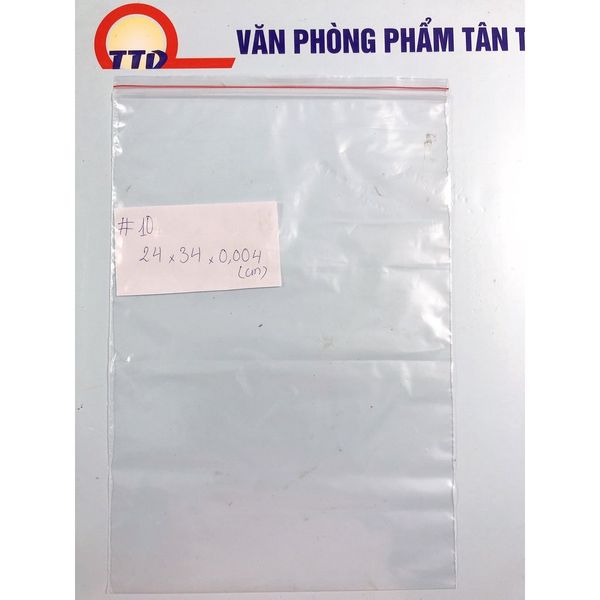 TTD
VĂN PHÒNG PHẨM TÂN T
#10
24 x 34 x 0,004
(cm)